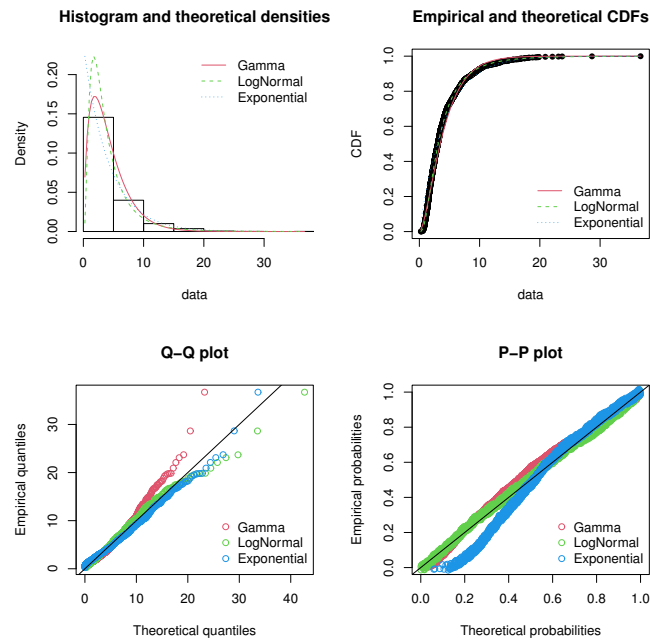 Histogram and theoretical densities
Density
0.00 0.05 0.10 0.15 0.20
Gamma
LogNormal
Exponential
0 10 20 30
data
Empirical and theoretical CDFs
CDF
0.0 0.2 0.4 0.6 0.8 1.0
Gamma
LogNormal
Exponential
0 10 20 30
data
Q−Q plot
Empirical quantiles
0 10 20 30
Gamma
LogNormal
Exponential
0 10 20 30 40
Theoretical quantiles
P−P plot
Empirical probabilities
0.0 0.2 0.4 0.6 0.8 1.0
Gamma
LogNormal
Exponential
0.0 0.2 0.4 0.6 0.8 1.0
Theoretical probabilities